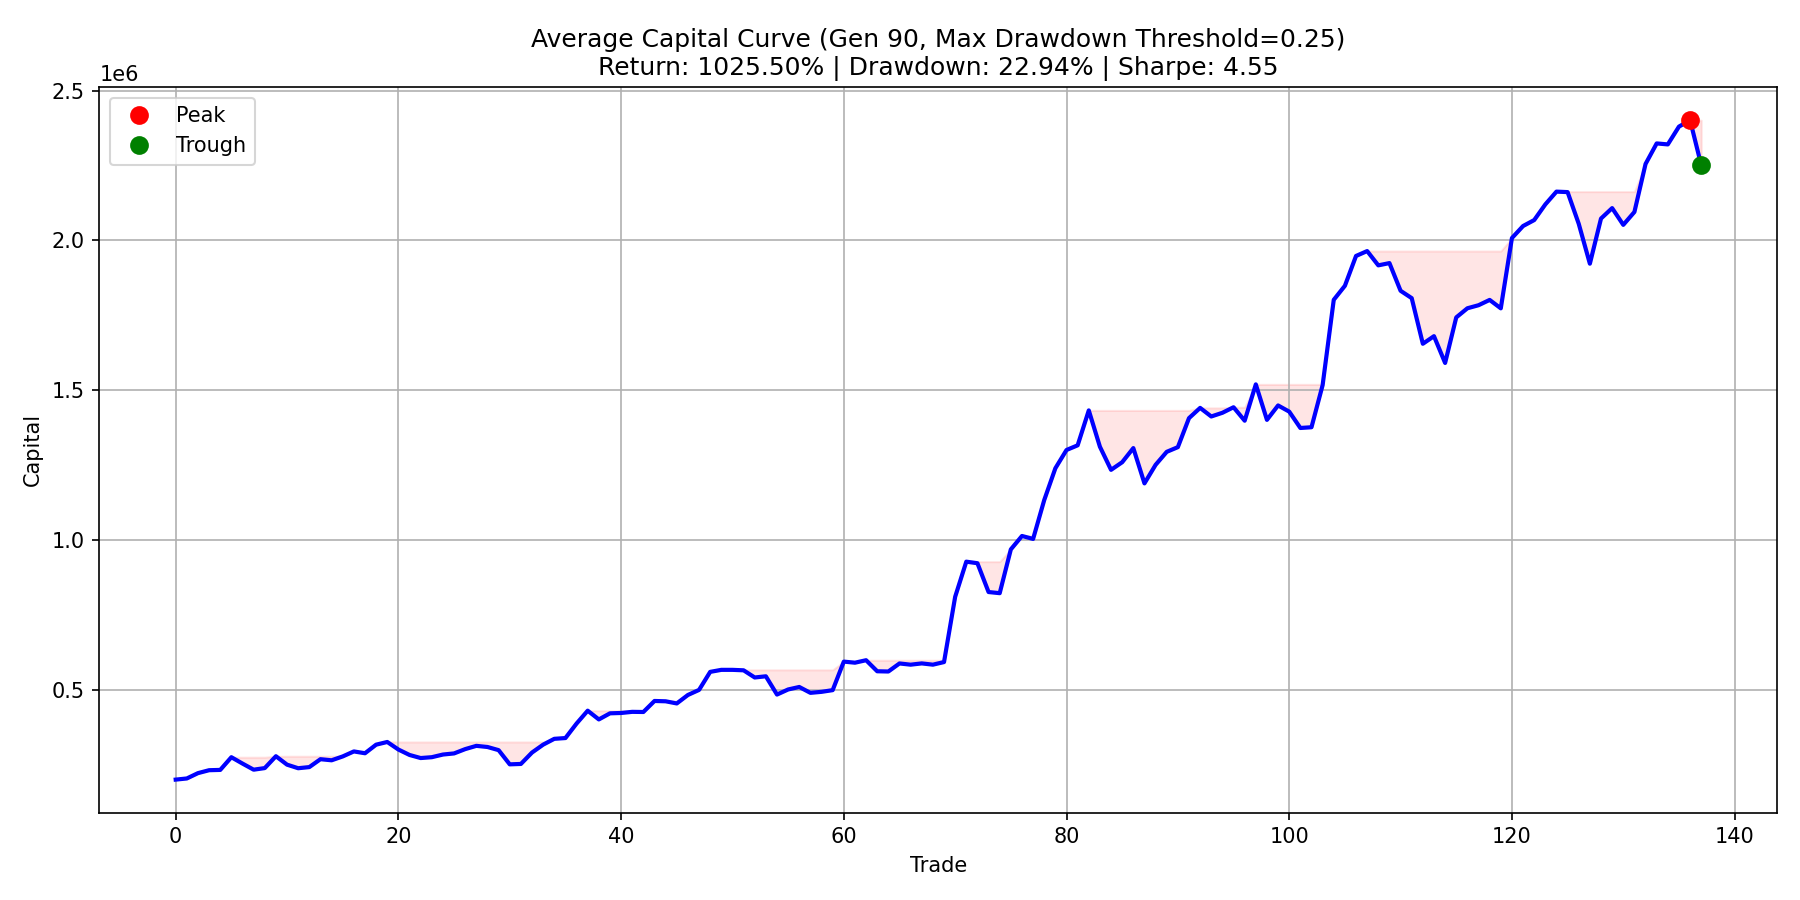 Average Capital Curve (Gen 90, Max Drawdown Threshold=0.25)
Return: 1025.50% | Drawdown: 22.94% | Sharpe: 4.55
1e6
2.5
2.0
1.5
1.0
0.5
Capital
Peak
Trough
0 20 40 60 80 100 120 140
Trade